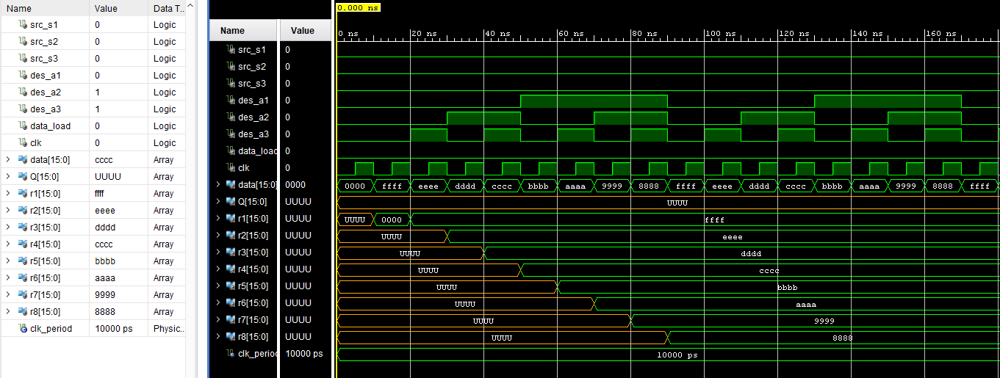 Name Value Data T...
src_s1 0 Logic
src_s2 0 Logic
src_s3 0 Logic
des_a1 0 Logic
des_a2 1 Logic
des_a3 1 Logic
data_load 0 Logic
clk 0 Logic
data[15:0] cccc Array
Q[15:0] UUUU Array
r1[15:0] ffff Array
r2[15:0] eeee Array
r3[15:0] dddd Array
r4[15:0] cccc Array
r5[15:0] bbbb Array
r6[15:0] aaaa Array
r7[15:0] 9999 Array
r8[15:0] 8888 Array
clk_period 10000 ps Physic...
0.000 ns
Name Value 0 ns 20 ns 40 ns 60 ns 80 ns 100 ns 120 ns 140 ns 160 ns
src_s1 0
src_s2 0
src_s3 0
des_a1 0
des_a2 0
des_a3 0
data_load 0
clk 0
data[15:0] 0000 0000 ffff eeee dddd cccc bbbb aaaa 9999 8888 ffff eeee dddd cccc bbbb aaaa 9999 8888 ffff
Q[15:0] UUUU UUUU
r1[15:0] UUUU UUUU 0000 ffff
r2[15:0] UUUU UUUU eeee
r3[15:0] UUUU UUUU dddd
r4[15:0] UUUU UUUU cccc
r5[15:0] UUUU UUUU bbbb
r6[15:0] UUUU UUUU aaaa
r7[15:0] UUUU UUUU 9999
r8[15:0] UUUU UUUU 8888
clk_period 10000 ps 10000 ps